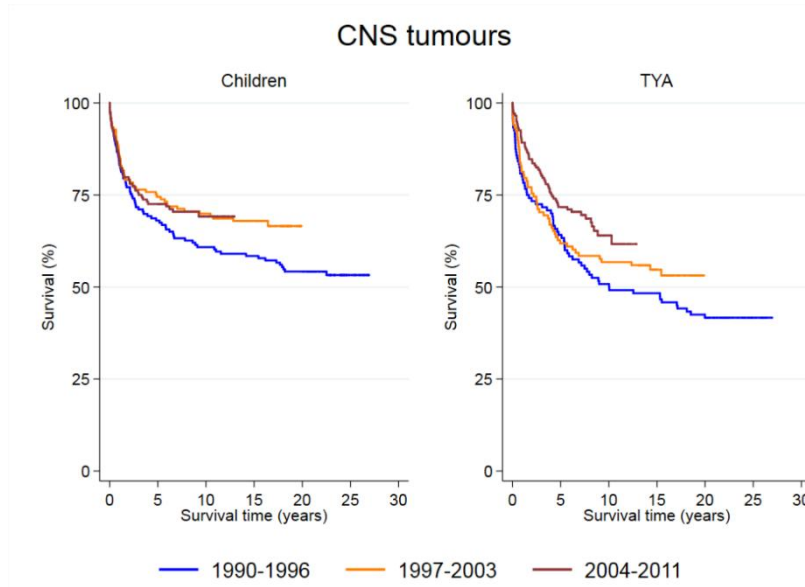 CNS tumours
Children
TYA
Survival (%)
100
75
50
25
0
0 5 10 15 20 25 30
Survival time (years)
Survival (%)
100
75
50
25
0
0 5 10 15 20 25 30
Survival time (years)
1990-1996 1997-2003 2004-2011